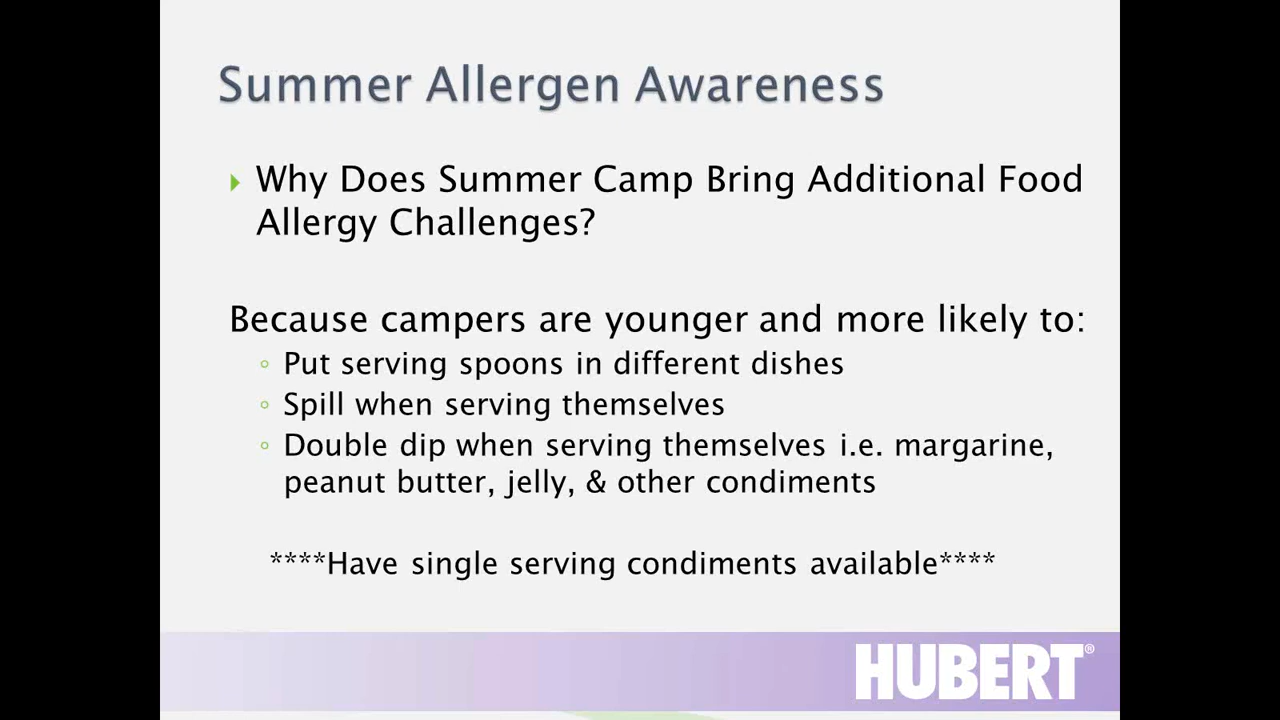 Summer Allergen Awareness
Why Does Summer Camp Bring Additional Food
Allergy Challenges?
Because campers are younger and more likely to:
Put serving spoons in different dishes
Spill when serving themselves
Double dip when serving themselves i.e. margarine,
peanut butter, jelly, & other condiments
****Have single serving condiments available****
HUBERT®